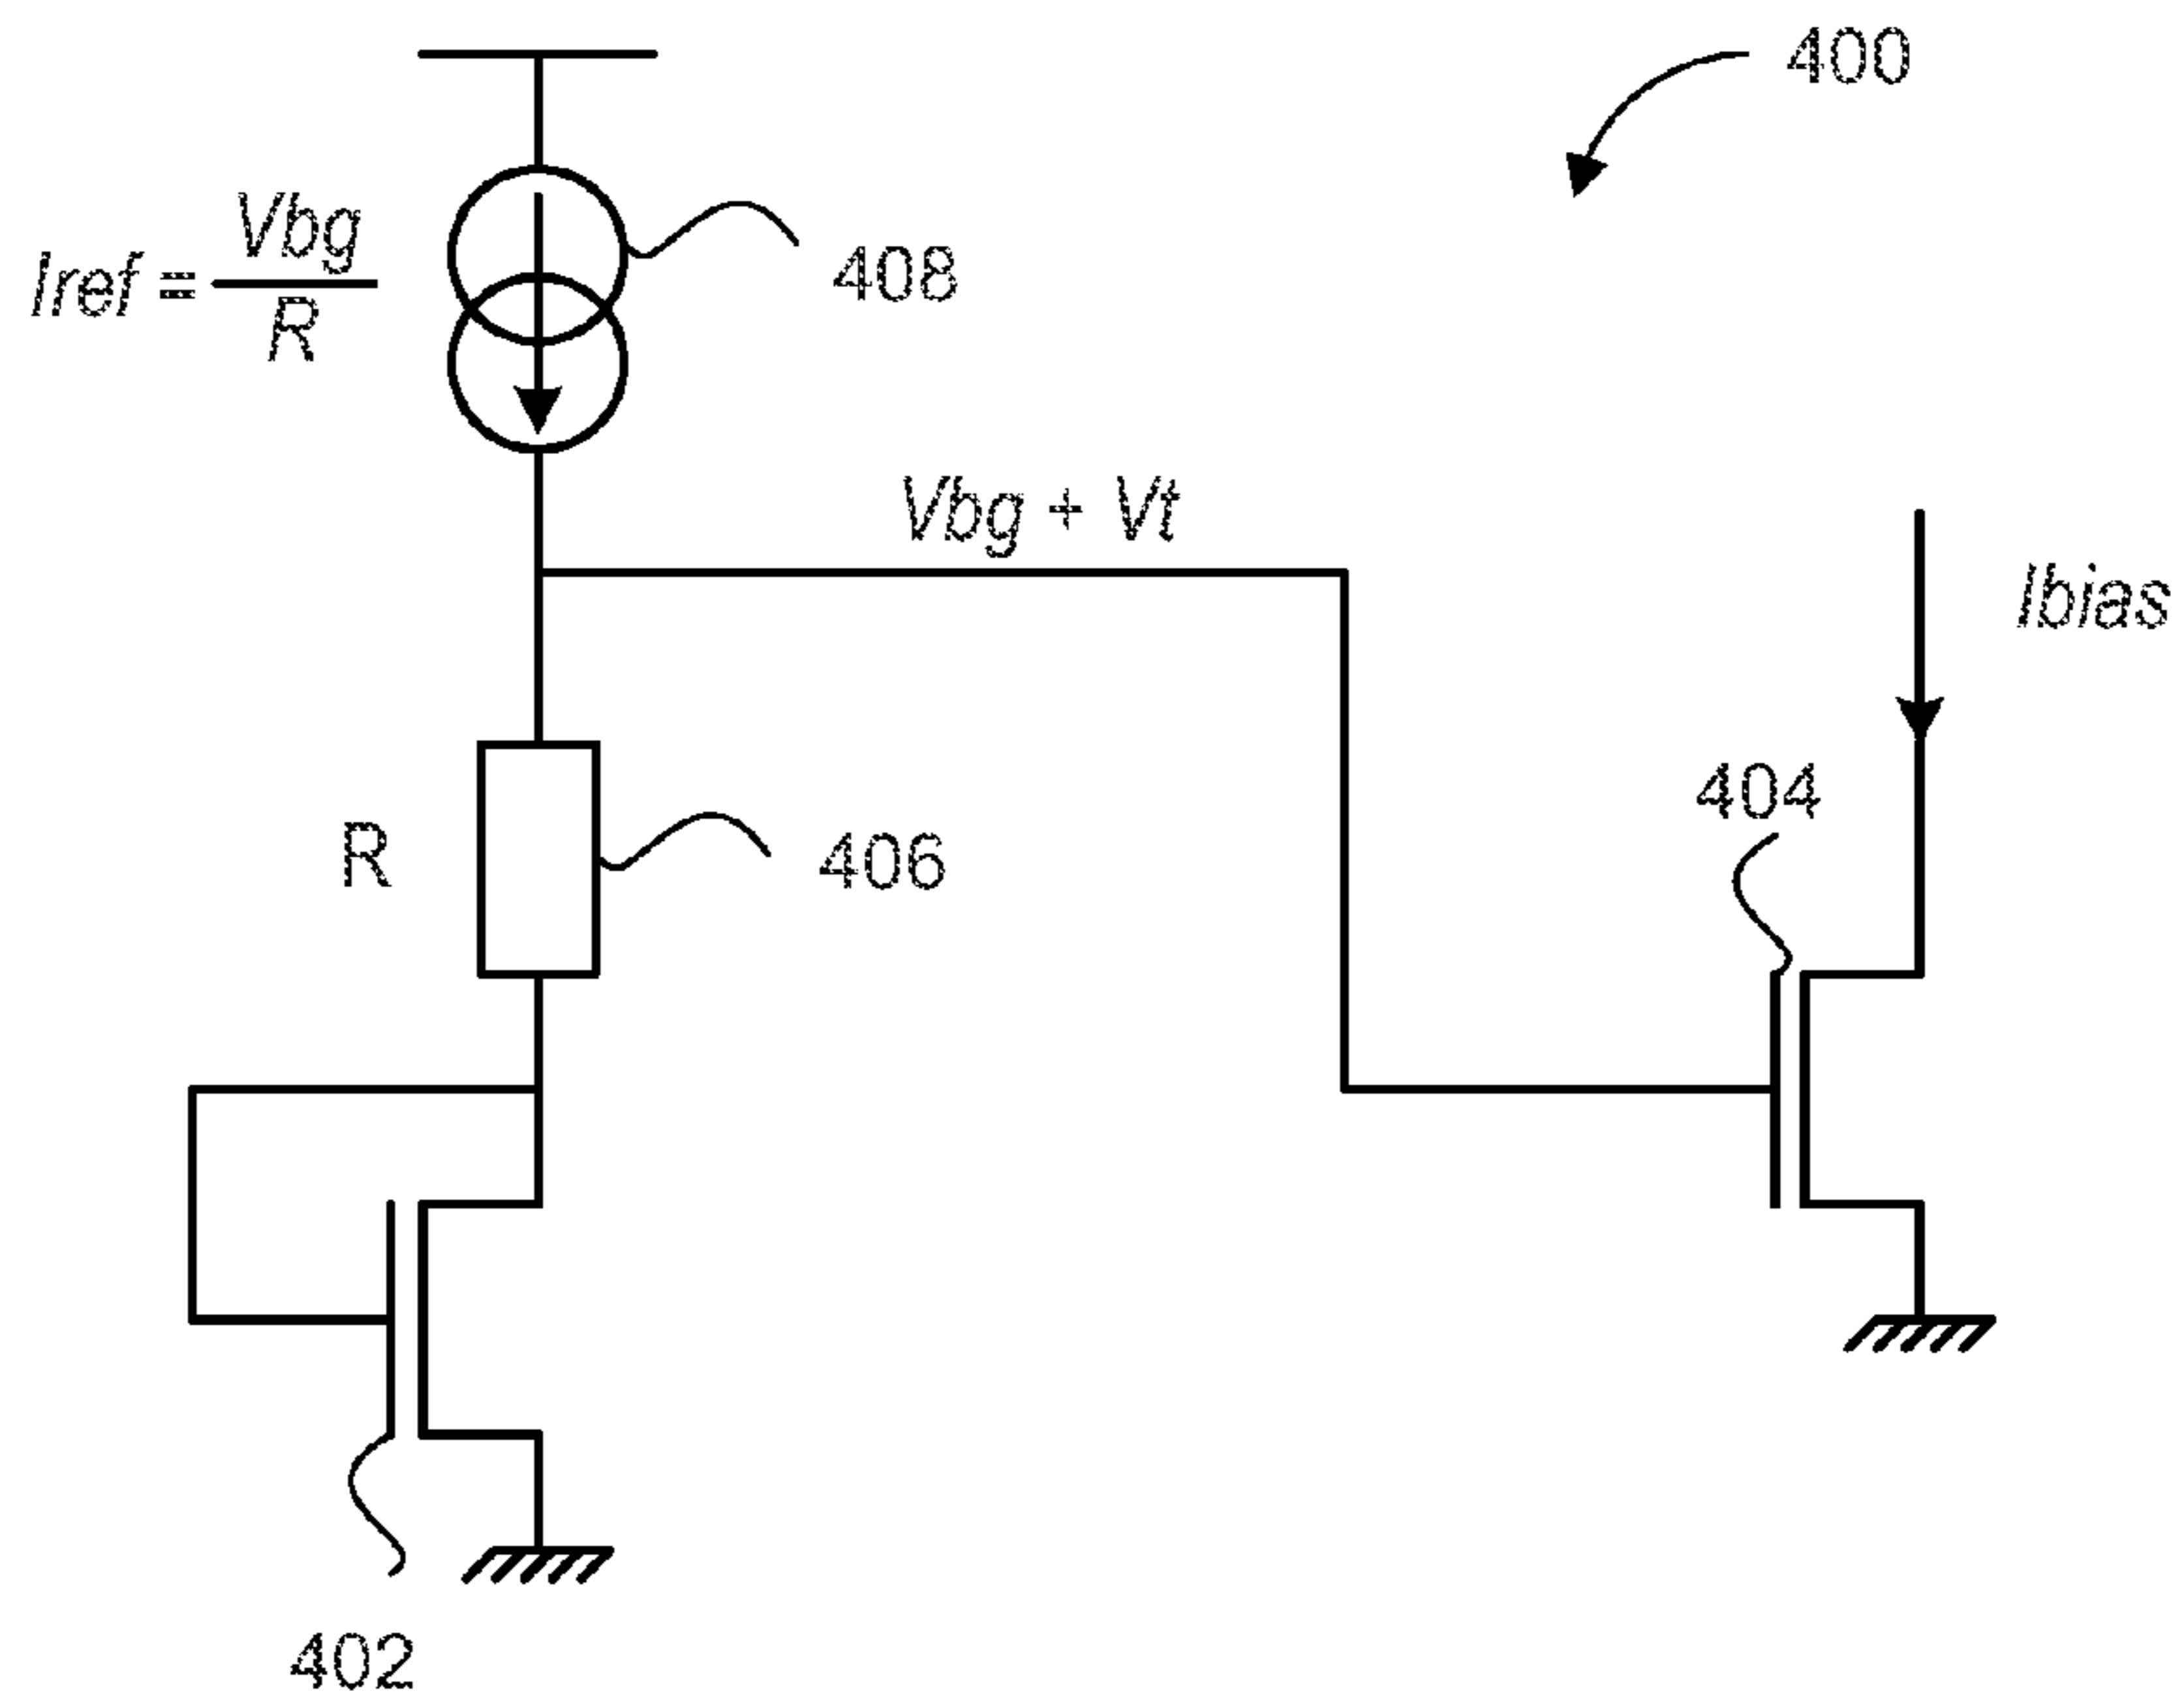 400
Iref = Vbg / R
408
Vbg + Vt
Ibias
404
R
406
402